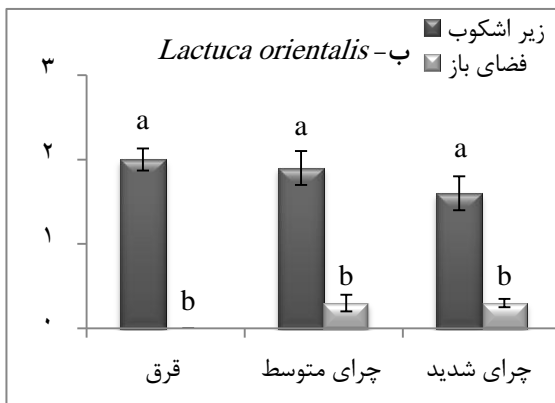 زیر اشکوب
فضای باز
ب- Lactuca orientalis
۳
۲
۱
۰
a
b
a
b
a
b
قرق
چرای متوسط
چرای شدید